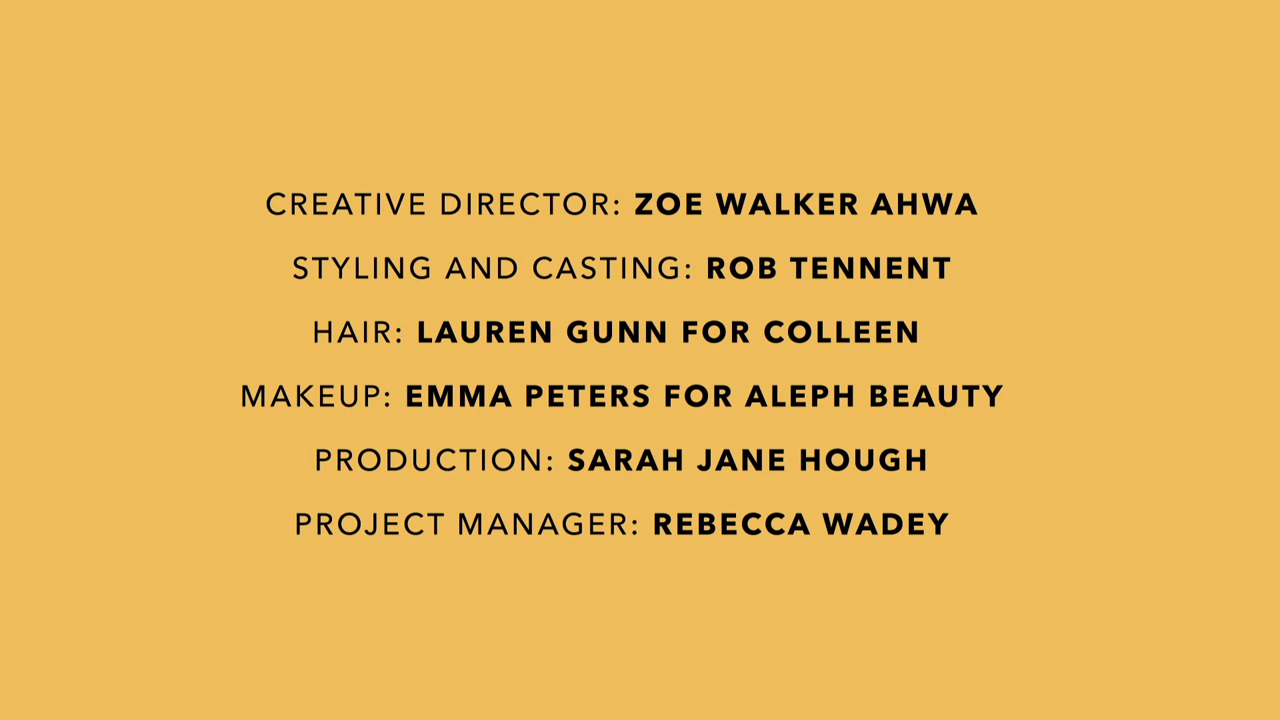 CREATIVE DIRECTOR: ZOE WALKER AHWA
STYLING AND CASTING: ROB TENNENT
HAIR: LAUREN GUNN FOR COLLEEN
MAKEUP: EMMA PETERS FOR ALEPH BEAUTY
PRODUCTION: SARAH JANE HOUGH
PROJECT MANAGER: REBECCA WADEY